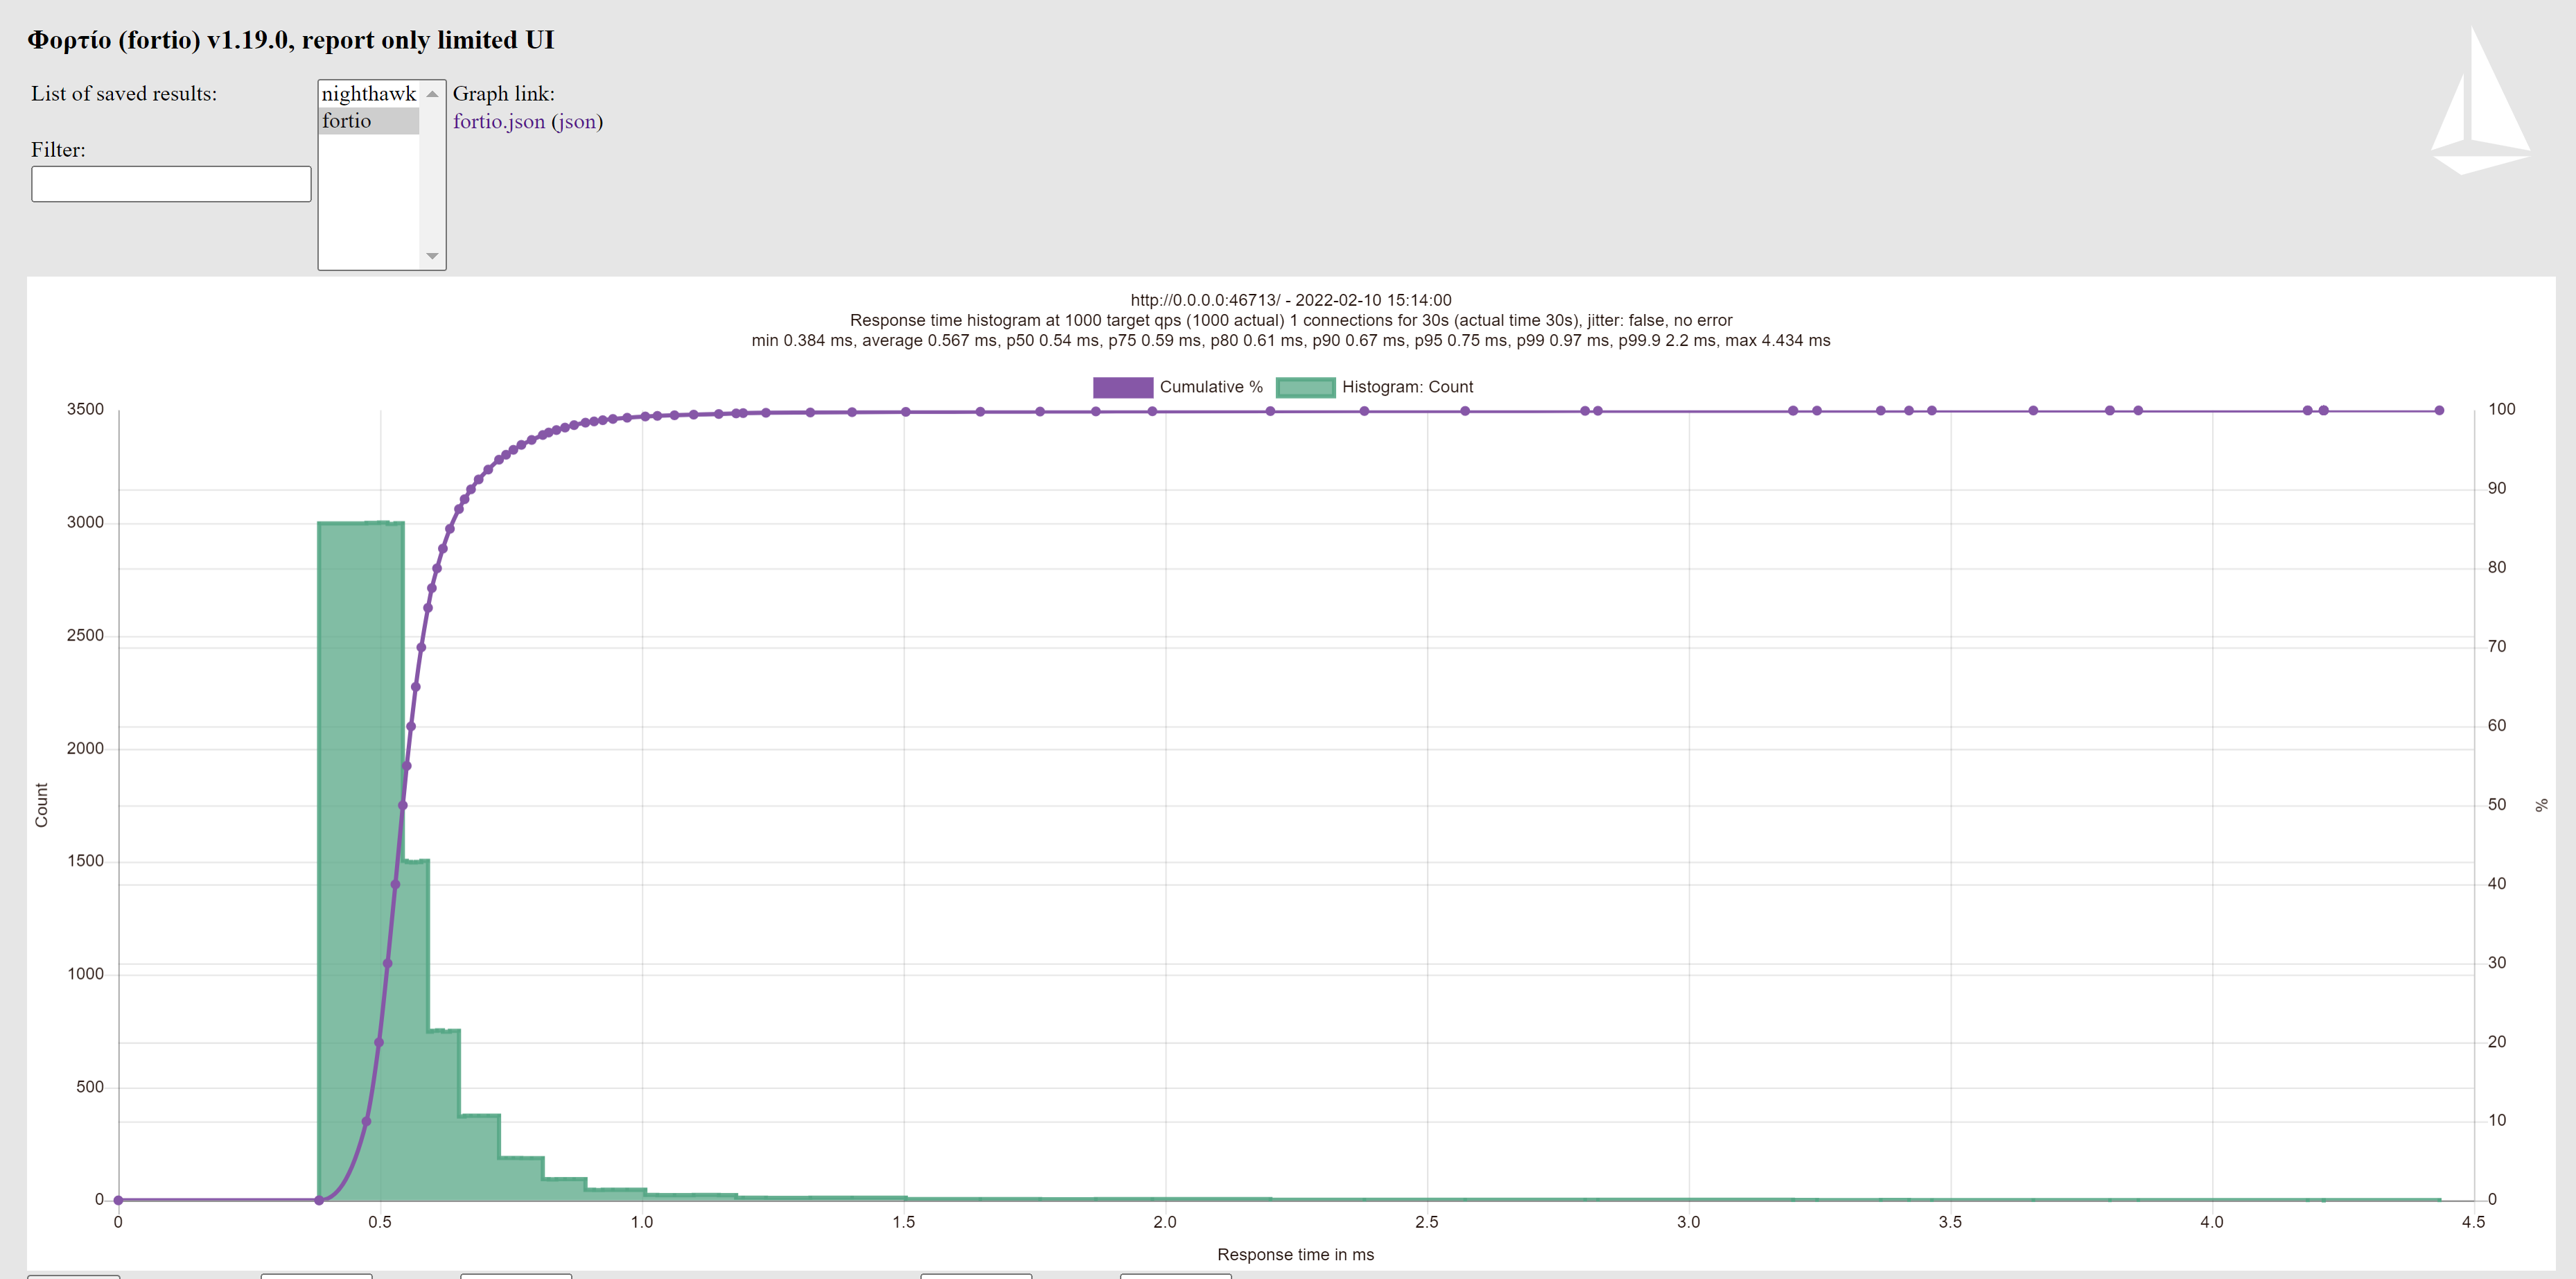 Φορτίο (fortio) v1.19.0, report only limited UI
List of saved results:
nighthawk
fortio
Graph link:
fortio.json (json)
Filter:
http://0.0.0.0:46713/ - 2022-02-10 15:14:00
Response time histogram at 1000 target qps (1000 actual) 1 connections for 30s (actual time 30s), jitter: false, no error
min 0.384 ms, average 0.567 ms, p50 0.54 ms, p75 0.59 ms, p80 0.61 ms, p90 0.67 ms, p95 0.75 ms, p99 0.97 ms, p99.9 2.2 ms, max 4.434 ms
Cumulative % Histogram: Count
3500
3000
2500
2000
1500
1000
500
0
Count
100
90
80
70
60
50
40
30
20
10
0
%
0 0.5 1.0 1.5 2.0 2.5 3.0 3.5 4.0 4.5
Response time in ms